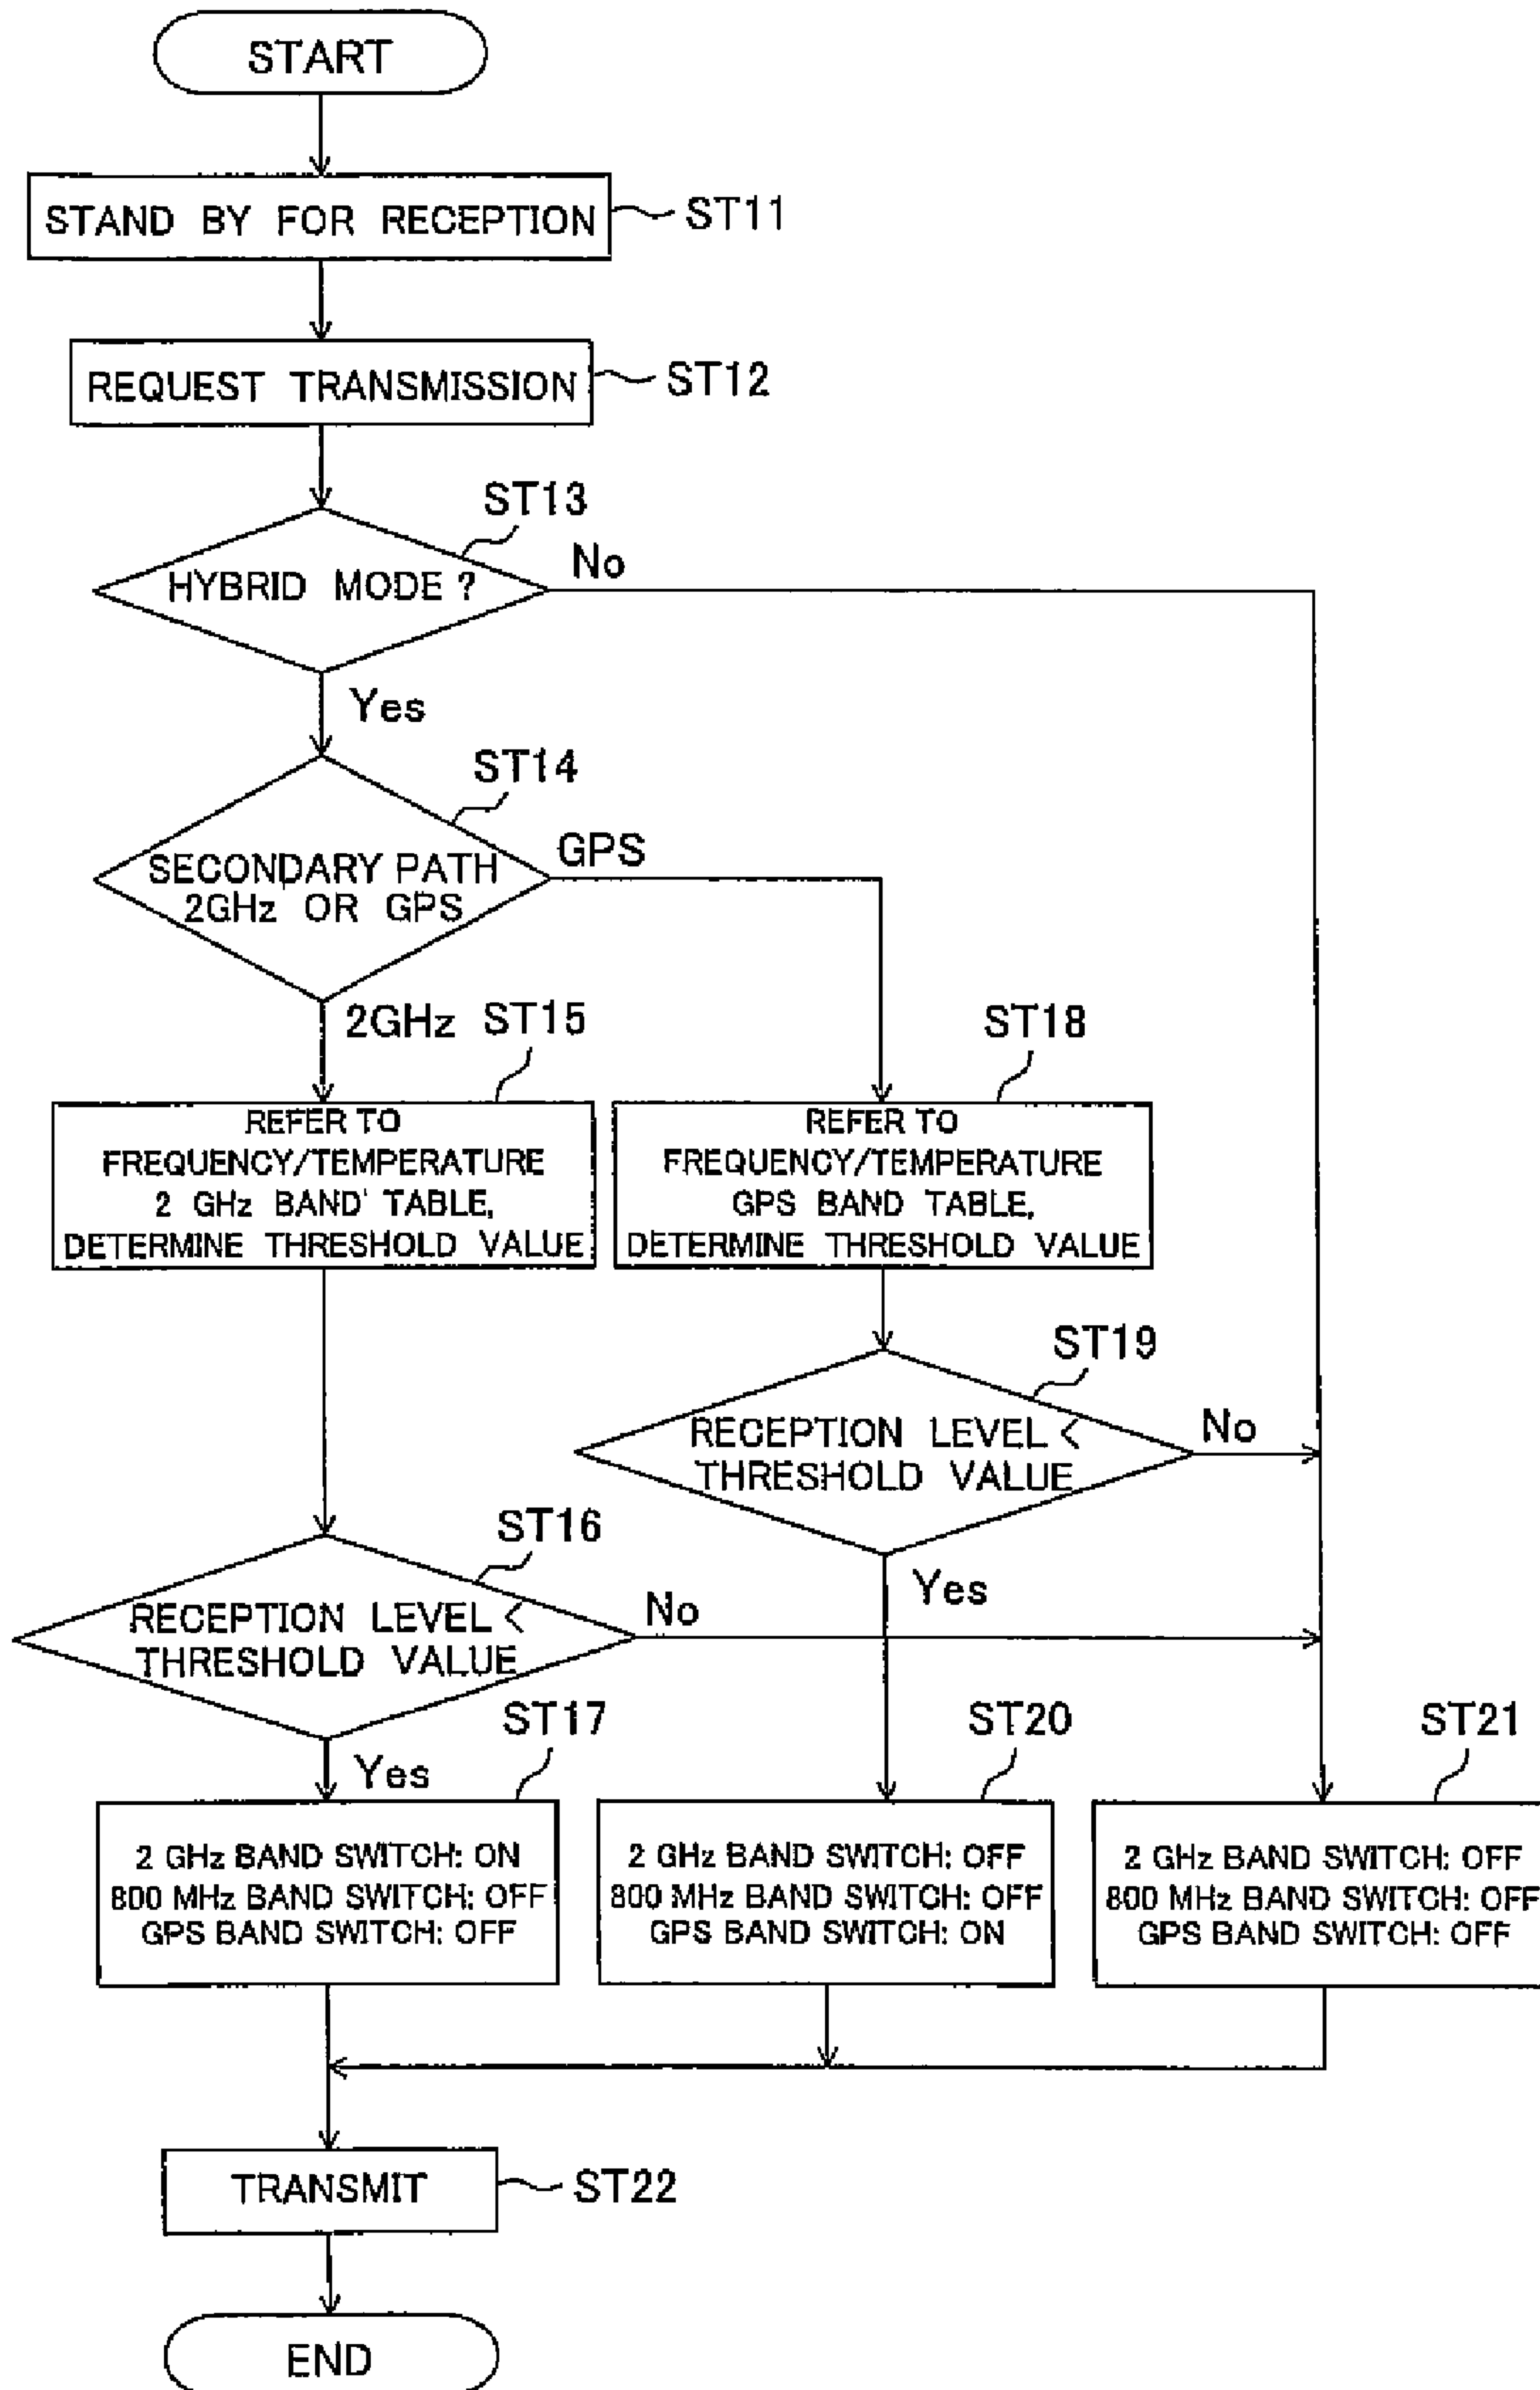 START
STAND BY FOR RECEPTION
ST11
REQUEST TRANSMISSION
ST12
ST13
HYBRID MODE ?
No
Yes
ST14
SECONDARY PATH
2GHz OR GPS
GPS
2GHz
ST15
ST18
REFER TO
FREQUENCY/TEMPERATURE
2 GHz BAND TABLE,
DETERMINE THRESHOLD VALUE
REFER TO
FREQUENCY/TEMPERATURE
GPS BAND TABLE,
DETERMINE THRESHOLD VALUE
ST19
RECEPTION LEVEL <
THRESHOLD VALUE
No
Yes
ST16
RECEPTION LEVEL <
THRESHOLD VALUE
No
Yes
ST17
ST20
ST21
2 GHz BAND SWITCH: ON
800 MHz BAND SWITCH: OFF
GPS BAND SWITCH: OFF
2 GHz BAND SWITCH: OFF
800 MHz BAND SWITCH: OFF
GPS BAND SWITCH: ON
2 GHz BAND SWITCH: OFF
800 MHz BAND SWITCH: OFF
GPS BAND SWITCH: OFF
TRANSMIT
ST22
END